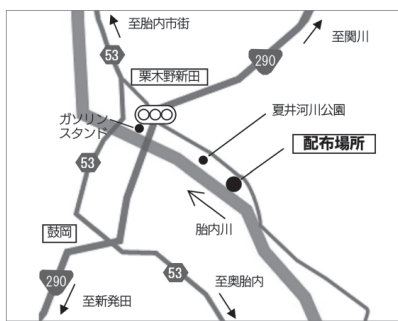 至胎内市街
至関川
53
290
栗木野新田
ガソリン
スタンド
夏井河川公園
配布場所
53
胎内川
鼓岡
53
至奥胎内
290
至新発田